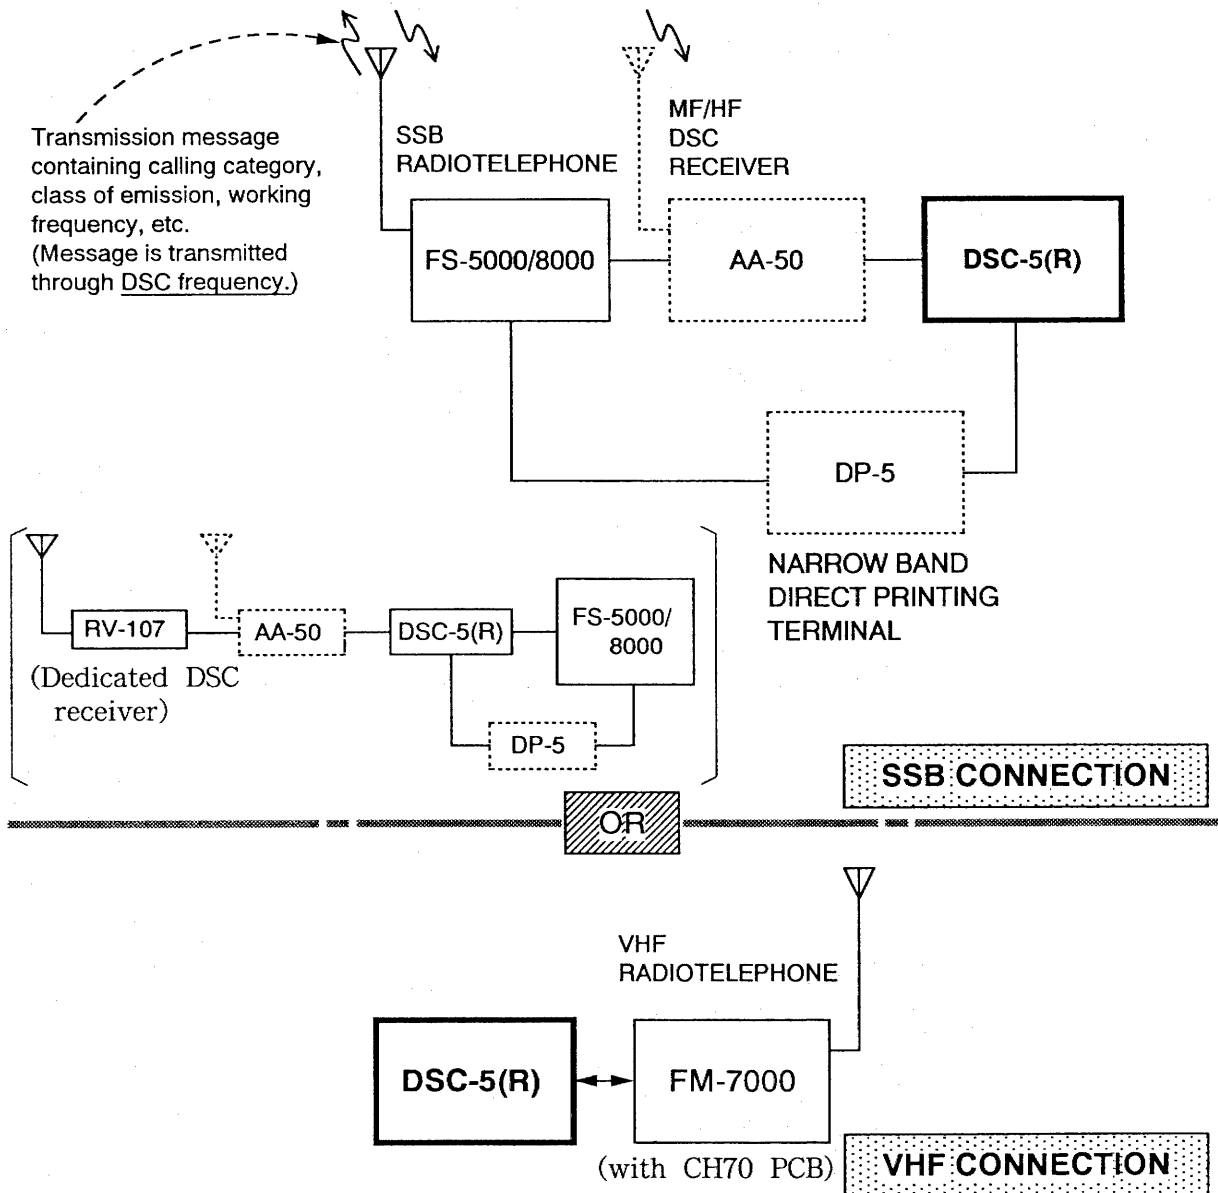 Transmission message
containing calling category,
class of emission, working
frequency, etc.
(Message is transmitted
through DSC frequency.)
SSB
RADIOTELEPHONE
MF/HF
DSC
RECEIVER
FS-5000/8000
AA-50
DSC-5(R)
DP-5
NARROW BAND
DIRECT PRINTING
TERMINAL
RV-107
(Dedicated DSC
receiver)
AA-50
DSC-5(R)
FS-5000/
8000
DP-5
SSB CONNECTION
OR
VHF
RADIOTELEPHONE
DSC-5(R)
FM-7000
(with CH70 PCB)
VHF CONNECTION